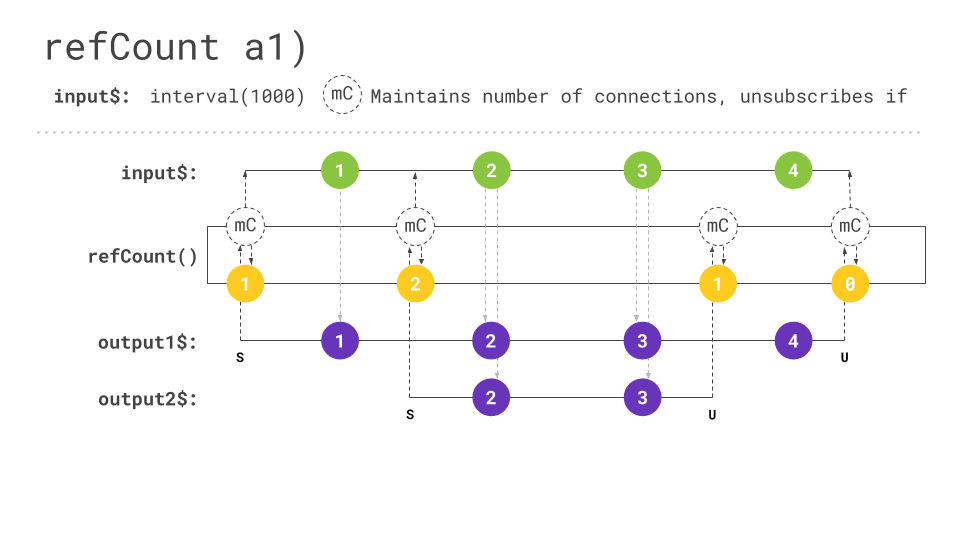 refCount a1)
input$: interval(1000) mC Maintains number of connections, unsubscribes if
input$: 1 2 3 4
mC mC mC mC
refCount()
1 2 1 0
output1$: 1 2 3 4
S U
output2$: 2 3
S U